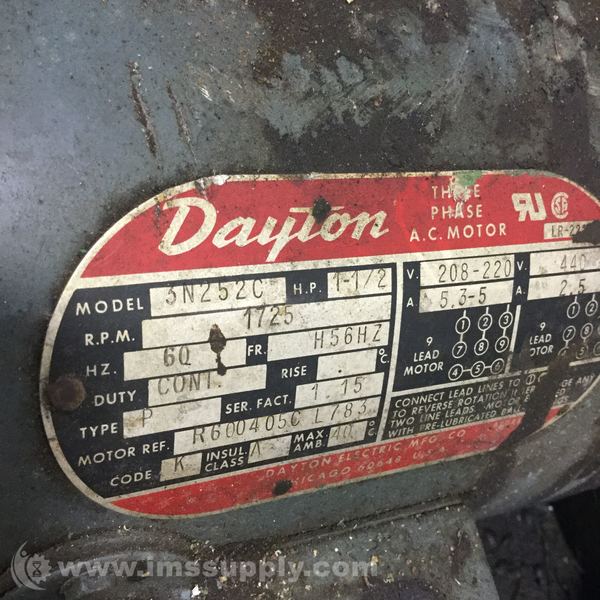 Dayton
THREE PHASE A.C. MOTOR
MODEL 3N252C H.P. 1-1/2
R.P.M. 1725
HZ. 60 FR. H56HZ
DUTY CONT. RISE °C.
TYPE P SER. FACT. 1 15
MOTOR REF. R600405C L783
CODE K INSUL. CLASS A MAX. AMB. 40 °C.
V. 208-220 V. 440
A. 5.3-5 A. 2.5
9 LEAD MOTOR
① ② ③
⑦ ⑧ ⑨
④ ⑤ ⑥
9 LEAD MOTOR
CONNECT LEAD LINES TO
TO REVERSE ROTATION
TWO LINE LEADS.
WITH PRE-LUBRICATED
DAYTON ELECTRIC MFG. CO.
CHICAGO 60648 U.S.A.
www.imssupply.com